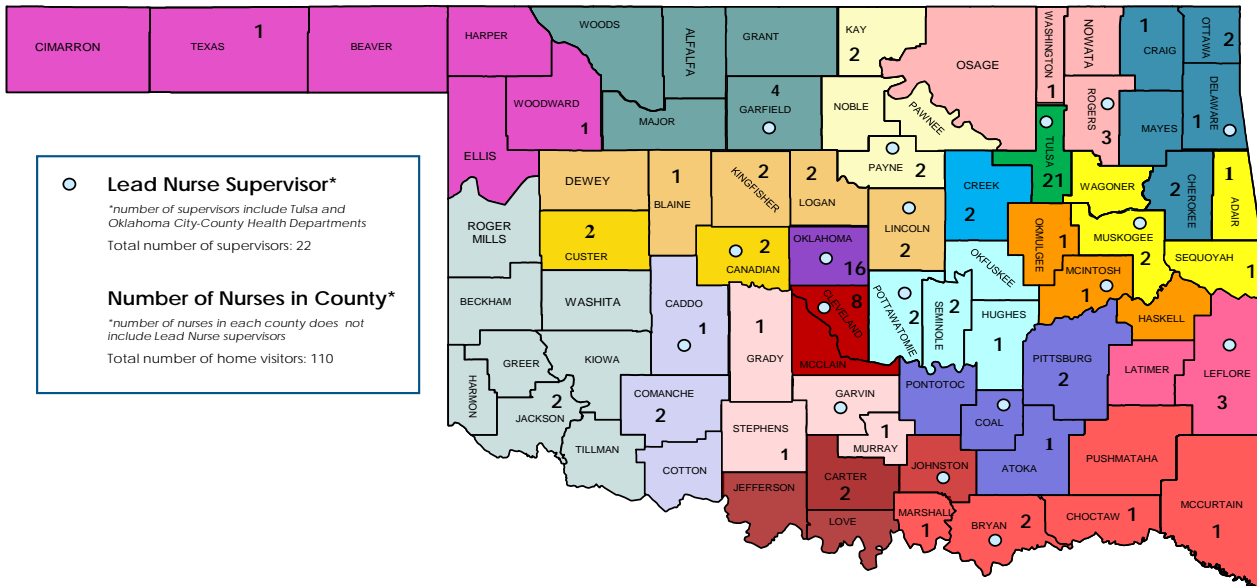 CIMARRON
TEXAS
1
BEAVER
HARPER
WOODS
ALFALFA
GRANT
KAY
2
OSAGE
WASHINGTON
1
NOWATA
1
CRAIG
OTTAWA
2
WOODWARD
1
MAJOR
4
GARFIELD
NOBLE
PAWNEE
ROGERS
3
MAYES
1
DELAWARE
ELLIS
DEWEY
1
BLAINE
2
KINGFISHER
2
LOGAN
PAYNE
2
CREEK
2
TULSA
21
WAGONER
2
CHEROKEE
1
ADAIR
Lead Nurse Supervisor*
*number of supervisors include Tulsa and
Oklahoma City-County Health Departments
Total number of supervisors: 22
Number of Nurses in County*
*number of nurses in each county does not
include Lead Nurse supervisors
Total number of home visitors: 110
ROGER
MILLS
2
CUSTER
2
CANADIAN
OKLAHOMA
16
LINCOLN
2
OKFUSKEE
OKMULGEE
1
MUSKOGEE
2
SEQUOYAH
1
BECKHAM
WASHITA
CADDO
1
1
GRADY
8
CLEVELAND
MCCLAIN
POTTAWATOMIE
2
SEMINOLE
2
HUGHES
1
MCINTOSH
1
HASKELL
GREER
KIOWA
HARMON
2
JACKSON
TILLMAN
COMANCHE
2
COTTON
STEPHENS
1
GARVIN
1
MURRAY
PONTOTOC
COAL
PITTSBURG
2
LATIMER
LEFLORE
3
JEFFERSON
CARTER
2
LOVE
JOHNSTON
1
ATOKA
PUSHMATAHA
MARSHALL
1
BRYAN
2
CHOCTAW
1
MCCURTAIN
1